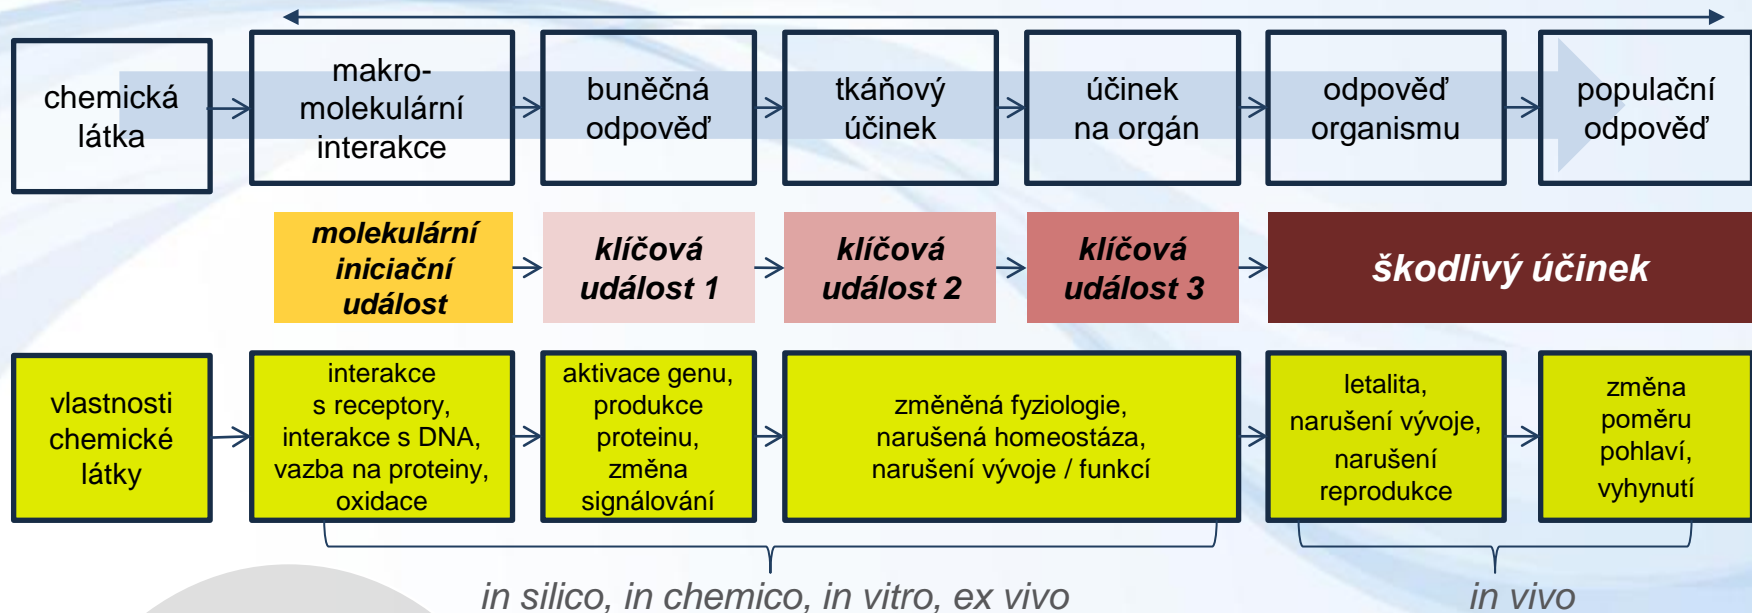 chemická
látka
makro-
molekulární
interakce
buněčná
odpověď
tkáňový
účinek
účinek
na orgán
odpověď
organismu
populační
odpověď
molekulární
iniciační
událost
klíčová
událost 1
klíčová
událost 2
klíčová
událost 3
škodlivý účinek
vlastnosti
chemické
látky
interakce
s receptory,
interakce s DNA,
vazba na proteiny,
oxidace
aktivace genu,
produkce
proteinu,
změna
signálování
změněná fyziologie,
narušená homeostáza,
narušení vývoje / funkcí
letalita,
narušení vývoje,
narušení
reprodukce
změna
poměru
pohlaví,
vyhynutí
in silico, in chemico, in vitro, ex vivo
in vivo